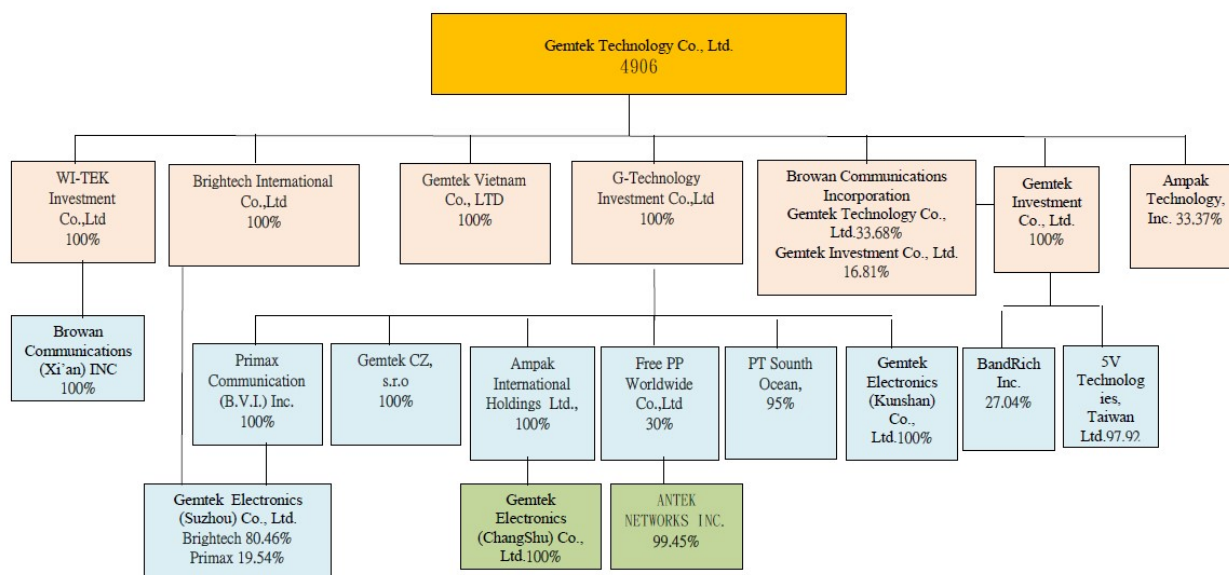 Gemtek Technology Co., Ltd.
4906
WI-TEK
Investment
Co.,Ltd
100%
Brightech International
Co.,Ltd
100%
Gemtek Vietnam
Co., LTD
100%
G-Technology
Investment Co.,Ltd
100%
Browan Communications
Incorporation
Gemtek Technology Co.,
Ltd.33.68%
Gemtek Investment Co., Ltd.
16.81%
Gemtek
Investment
Co., Ltd.
100%
Ampak
Technology,
Inc. 33.37%
Browan
Communications
(Xi’an) INC
100%
Primax
Communication
(B.V.I.) Inc.
100%
Gemtek CZ,
s.r.o
100%
Ampak
International
Holdings Ltd.,
100%
Free PP
Worldwide
Co.,Ltd
30%
PT Sounth
Ocean,
95%
Gemtek
Electronics
(Kunshan)
Co.,
Ltd.100%
BandRich
Inc.
27.04%
5V
Technolog
ies,
Taiwan
Ltd.97.92
Gemtek Electronics
(Suzhou) Co., Ltd.
Brightech 80.46%
Primax 19.54%
Gemtek
Electronics
(ChangShu) Co.,
Ltd.100%
ANTEK
NETWORKS INC.
99.45%